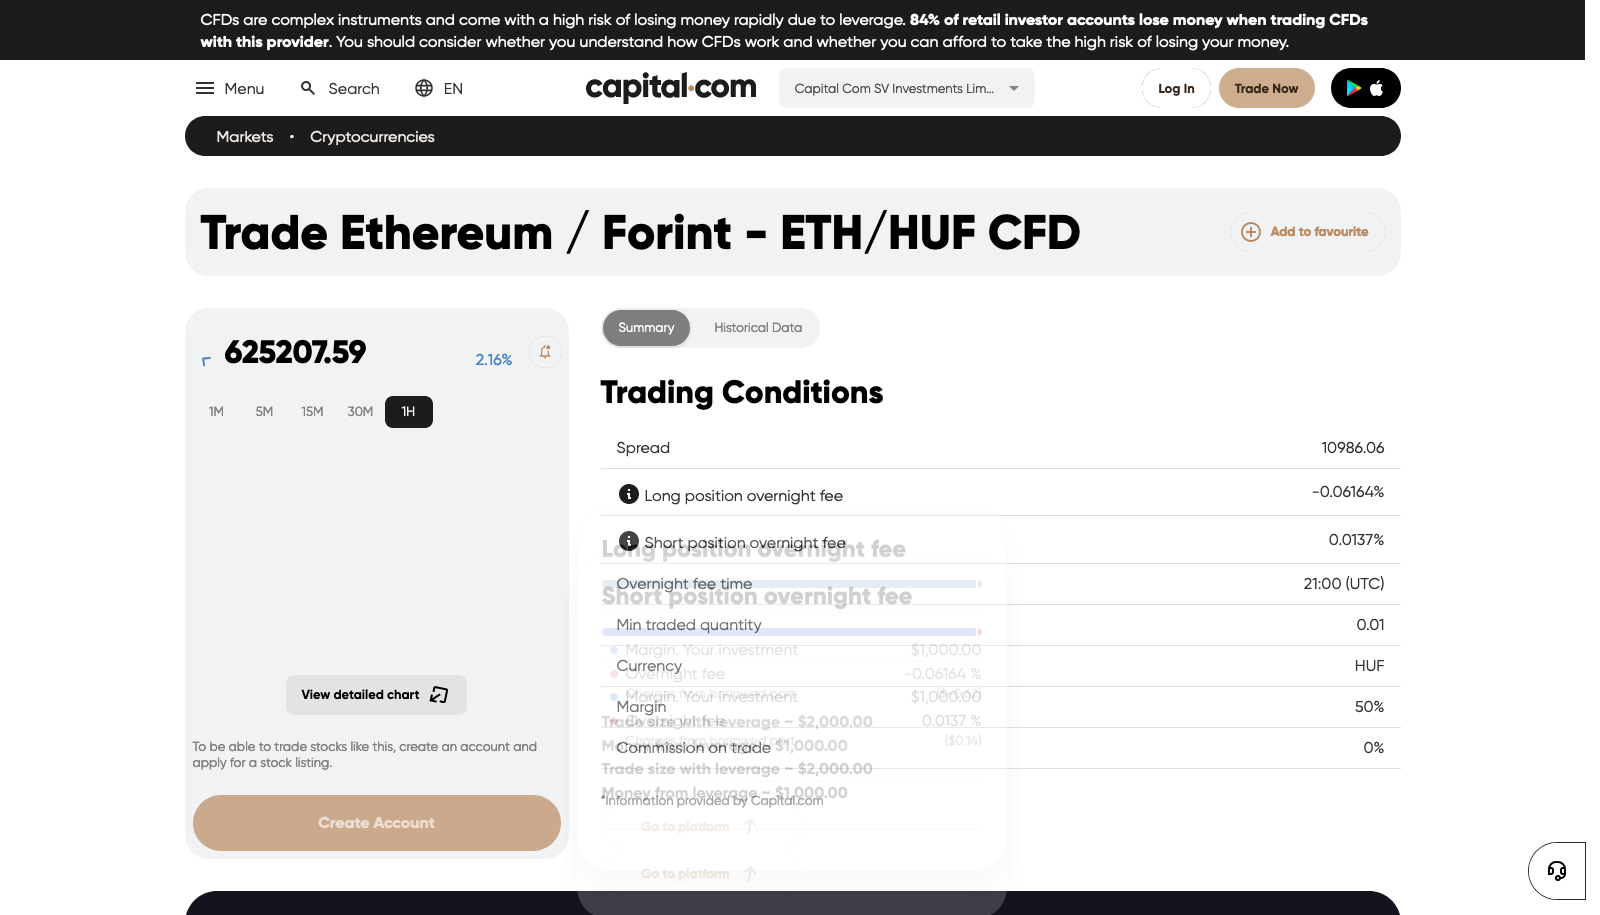 CFDs are complex instruments and come with a high risk of losing money rapidly due to leverage. 84% of retail investor accounts lose money when trading CFDs
with this provider. You should consider whether you understand how CFDs work and whether you can afford to take the high risk of losing your money.
Menu
Search
EN
capital.com
Capital Com SV Investments Lim...
Log In
Trade Now
Markets • Cryptocurrencies
Trade Ethereum / Forint - ETH/HUF CFD
Add to favourite
625207.59
2.16%
1M 5M 15M 30M 1H
View detailed chart
To be able to trade stocks like this, create an account and
apply for a stock listing.
Create Account
Summary
Historical Data
Trading Conditions
Spread 10986.06
Long position overnight fee -0.06164%
Short position overnight fee 0.0137%
Overnight fee time 21:00 (UTC)
Min traded quantity 0.01
Currency HUF
Margin 50%
Commission on trade 0%
*Information provided by Capital.com
Long position overnight fee
Margin. Your investment $1,000.00
Overnight fee -0.06164 %
Charges from borrowed part
Trade size with leverage ~ $2,000.00
Money from leverage ~ $1,000.00
Go to platform
Short position overnight fee
Margin. Your investment $1,000.00
Overnight fee 0.0137 %
Charges from borrowed part ($0.14)
Trade size with leverage ~ $2,000.00
Money from leverage ~ $1,000.00
Go to platform